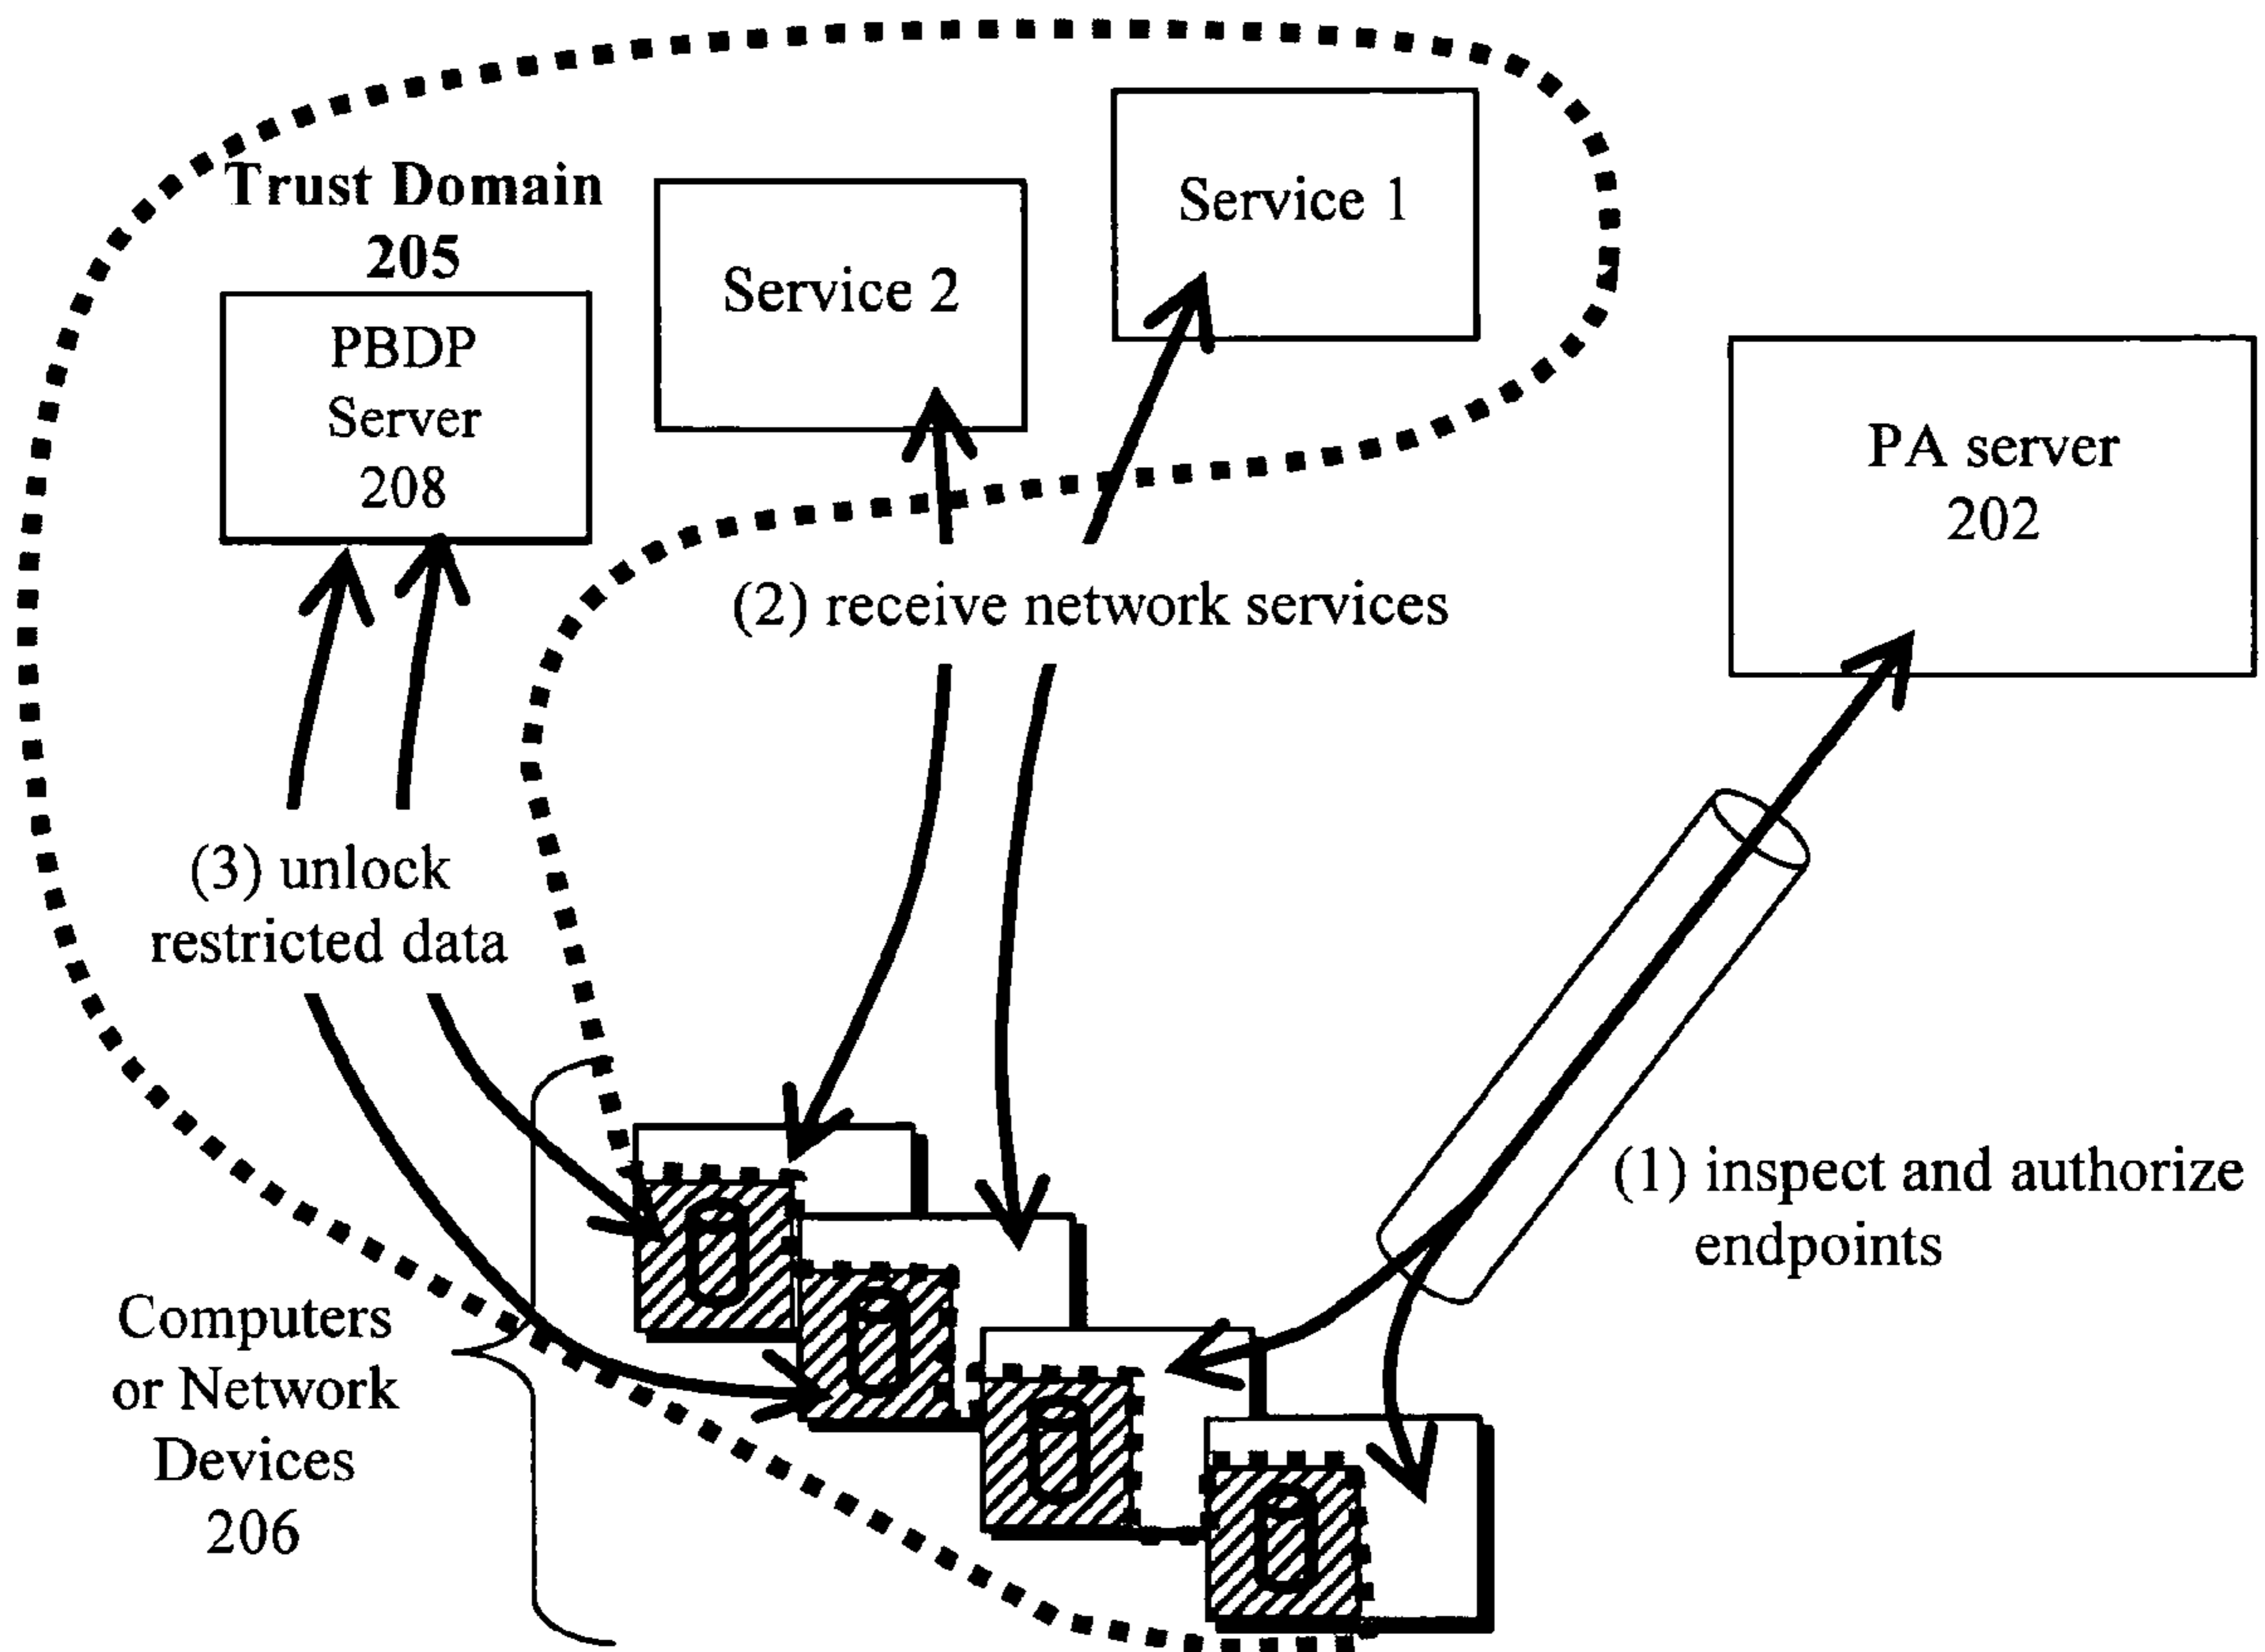 Trust Domain
205
Service 1
Service 2
PBDP
Server
208
PA server
202
(2) receive network services
(3) unlock
restricted data
(1) inspect and authorize
endpoints
Computers
or Network
Devices
206